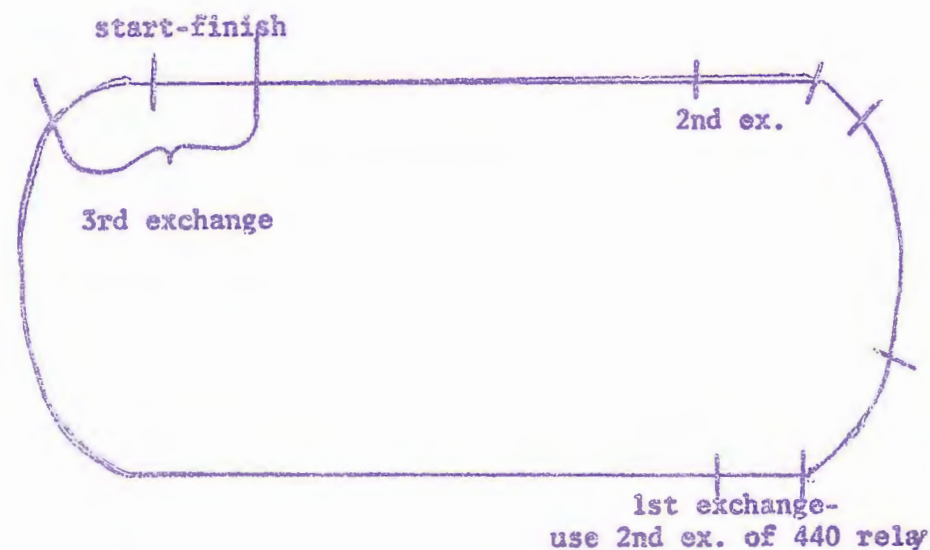 start-finish
2nd ex.
3rd exchange
1st exchange-
use 2nd ex. of 440 relay